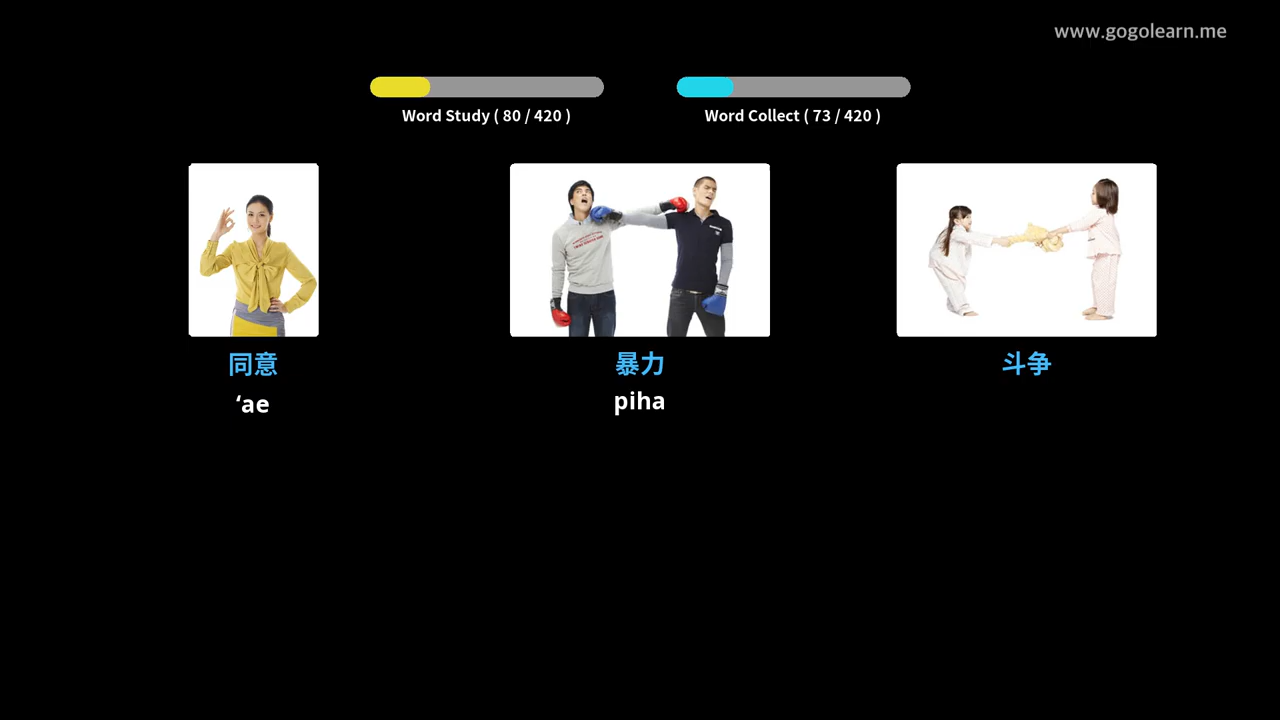 www.gogolearn.me
Word Study ( 80 / 420 )
Word Collect ( 73 / 420 )
同意
暴力
斗争
‘ae
piha